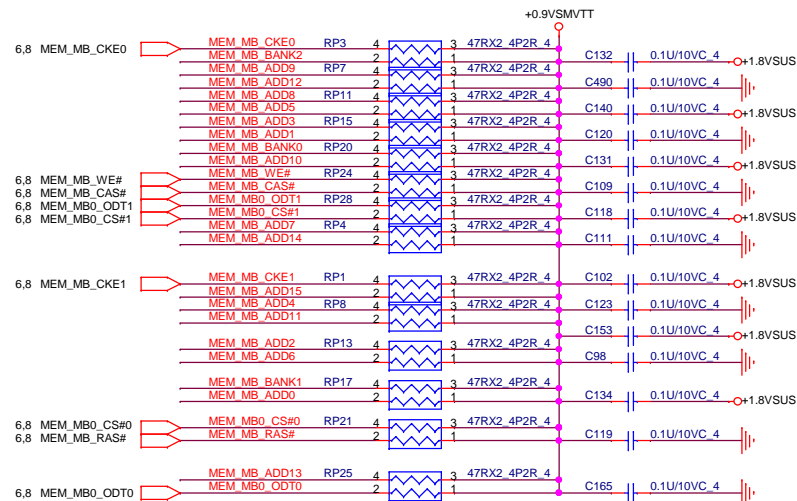 +0.9VSMVTT
6,8 MEM_MB_CKE0 MEM_MB_CKE0 RP3 4 3 47RX2_4P2R_4
MEM_MB_BANK2 2 1 C132 0.1U/10VC_4 +1.8VSUS
MEM_MB_ADD9 RP7 4 3 47RX2_4P2R_4
MEM_MB_ADD12 2 1 C490 0.1U/10VC_4
MEM_MB_ADD8 RP11 4 3 47RX2_4P2R_4
MEM_MB_ADD5 2 1 C140 0.1U/10VC_4 +1.8VSUS
MEM_MB_ADD3 RP15 4 3 47RX2_4P2R_4
MEM_MB_ADD1 2 1 C120 0.1U/10VC_4
MEM_MB_BANK0 RP20 4 3 47RX2_4P2R_4
MEM_MB_ADD10 2 1 C131 0.1U/10VC_4 +1.8VSUS
6,8 MEM_MB_WE# MEM_MB_WE# RP24 4 3 47RX2_4P2R_4
6,8 MEM_MB_CAS# MEM_MB_CAS# 2 1 C109 0.1U/10VC_4
6,8 MEM_MB0_ODT1 MEM_MB0_ODT1 RP28 4 3 47RX2_4P2R_4
6,8 MEM_MB0_CS#1 MEM_MB0_CS#1 2 1 C118 0.1U/10VC_4 +1.8VSUS
MEM_MB_ADD7 RP4 4 3 47RX2_4P2R_4
MEM_MB_ADD14 2 1 C111 0.1U/10VC_4
6,8 MEM_MB_CKE1 MEM_MB_CKE1 RP1 4 3 47RX2_4P2R_4 C102 0.1U/10VC_4 +1.8VSUS
MEM_MB_ADD15 2 1
MEM_MB_ADD4 RP8 4 3 47RX2_4P2R_4 C123 0.1U/10VC_4
MEM_MB_ADD11 2 1
C153 0.1U/10VC_4 +1.8VSUS
MEM_MB_ADD2 RP13 4 3 47RX2_4P2R_4
MEM_MB_ADD6 2 1 C98 0.1U/10VC_4
MEM_MB_BANK1 RP17 4 3 47RX2_4P2R_4
MEM_MB_ADD0 2 1 C134 0.1U/10VC_4 +1.8VSUS
6,8 MEM_MB0_CS#0 MEM_MB0_CS#0 RP21 4 3 47RX2_4P2R_4
6,8 MEM_MB_RAS# MEM_MB_RAS# 2 1 C119 0.1U/10VC_4
MEM_MB_ADD13 RP25 4 3 47RX2_4P2R_4
6,8 MEM_MB0_ODT0 MEM_MB0_ODT0 2 1 C165 0.1U/10VC_4